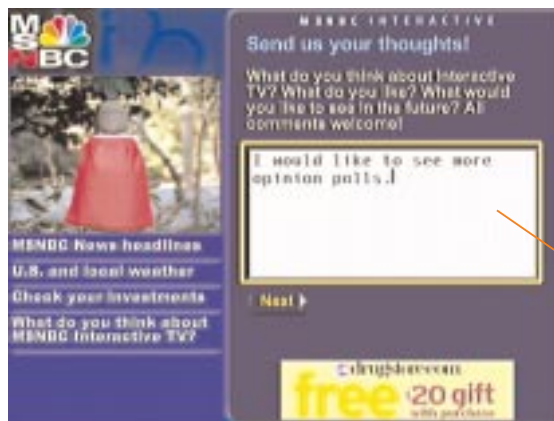 MSNBC
MSNBC INTERACTIVE
Send us your thoughts!
What do you think about Interactive
TV? What do you like? What would
you like to see in the future? All
comments welcome!
I would like to see more
opinion polls.
MSNBC News headlines
U.S. and local weather
Check your investments
What do you think about
MSNBC Interactive TV?
Next
drugstore.com
free $20 gift
with purchase